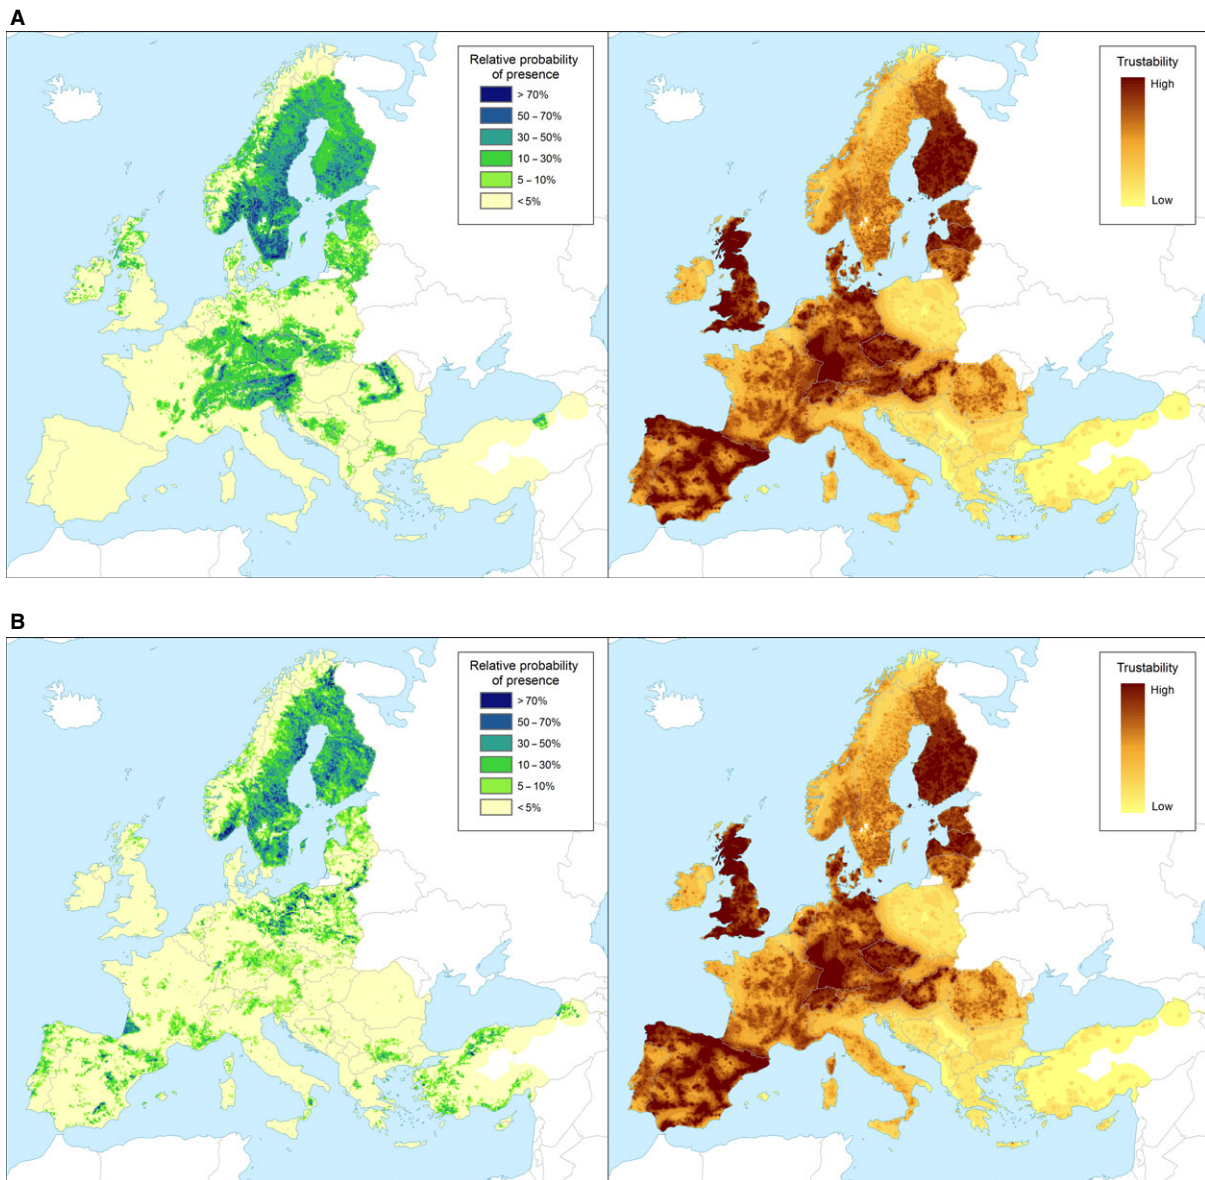 A
Relative probability
of presence
> 70%
50 – 70%
30 – 50%
10 – 30%
5 – 10%
< 5%
Trustability
High
Low
B
Relative probability
of presence
> 70%
50 – 70%
30 – 50%
10 – 30%
5 – 10%
< 5%
Trustability
High
Low